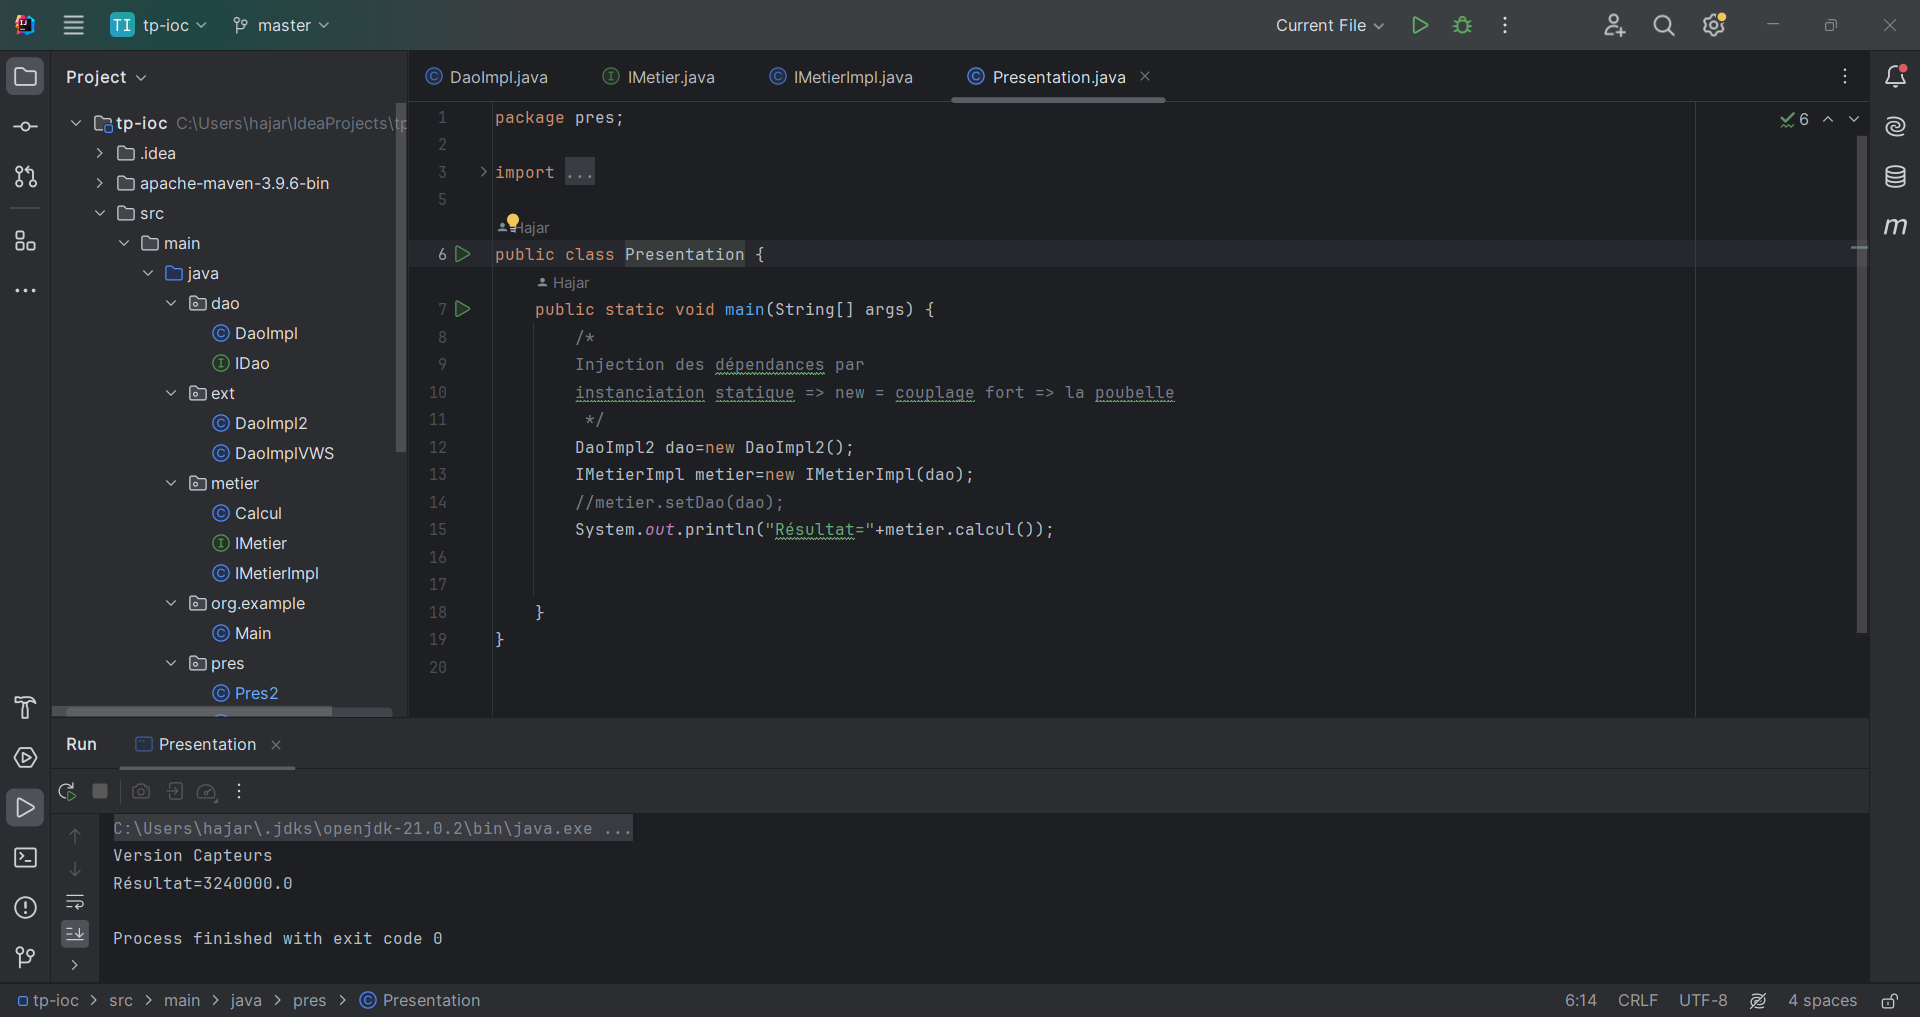 TI tp-ioc master Current File
Project
DaoImpl.java IMetier.java IMetierImpl.java Presentation.java
tp-ioc C:\Users\hajar\IdeaProjects\tp
.idea
apache-maven-3.9.6-bin
src
main
java
dao
DaoImpl
IDao
ext
DaoImpl2
DaoImplVWS
metier
Calcul
IMetier
IMetierImpl
org.example
Main
pres
Pres2
6
1 package pres;
2
3 import ...
5
Hajar
6 public class Presentation {
Hajar
7 public static void main(String[] args) {
8 /*
9 Injection des dépendances par
10 instanciation statique => new = couplage fort => la poubelle
11 */
12 DaoImpl2 dao=new DaoImpl2();
13 IMetierImpl metier=new IMetierImpl(dao);
14 //metier.setDao(dao);
15 System.out.println("Résultat="+metier.calcul());
16
17
18 }
19 }
20
m
Run Presentation
C:\Users\hajar\.jdks\openjdk-21.0.2\bin\java.exe ...
Version Capteurs
Résultat=3240000.0
Process finished with exit code 0
tp-ioc > src > main > java > pres > Presentation 6:14 CRLF UTF-8 4 spaces